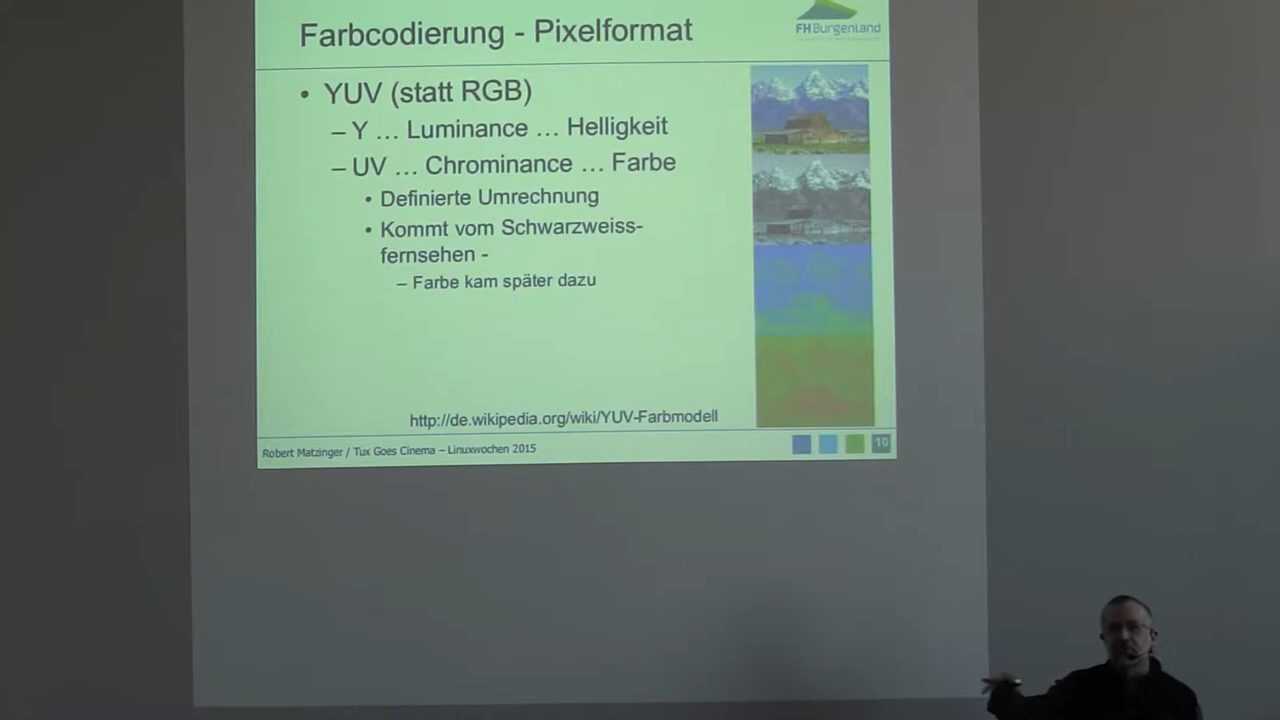 Farbcodierung - Pixelformat
FH Burgenland
• YUV (statt RGB)
– Y … Luminance … Helligkeit
– UV … Chrominance … Farbe
• Definierte Umrechnung
• Kommt vom Schwarzweiss-
fernsehen -
– Farbe kam später dazu
http://de.wikipedia.org/wiki/YUV-Farbmodell
Robert Matzinger / Tux Goes Cinema – Linuxwochen 2015
10